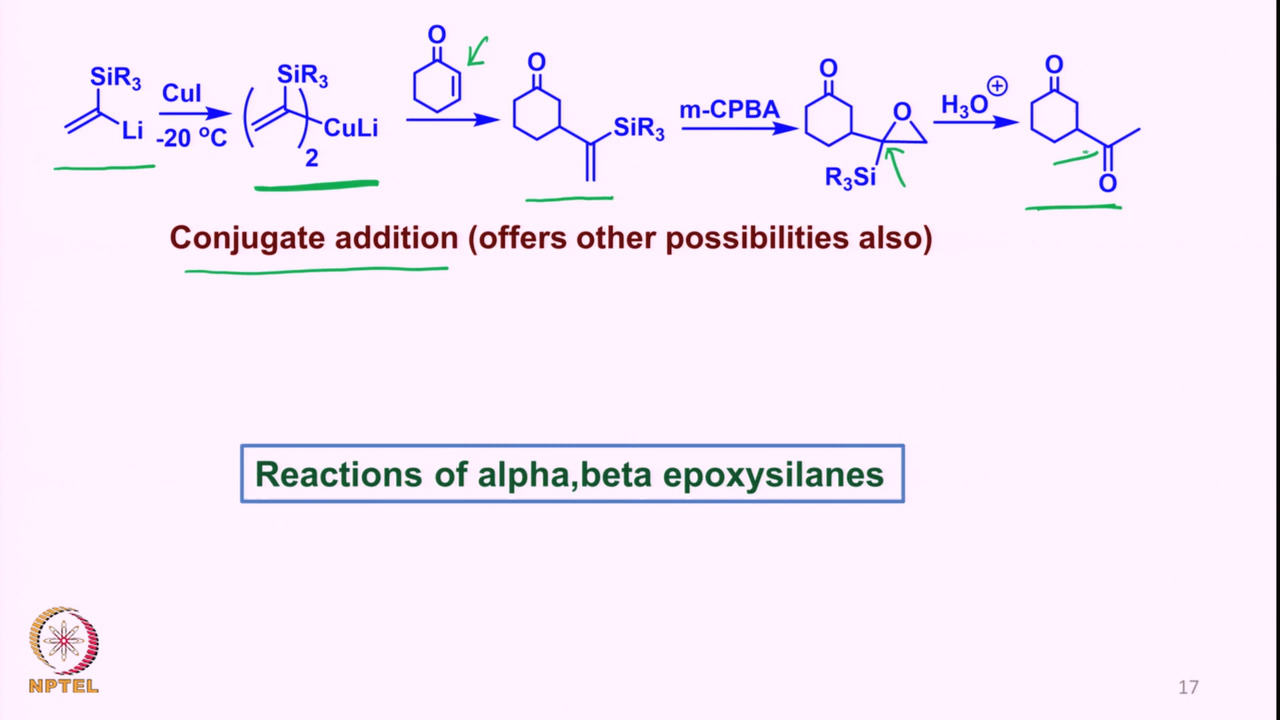 SiR3
Li
CuI
-20 ºC
SiR3
CuLi
2
O
O
SiR3
m-CPBA
O
O
R3Si
H3O⊕
O
O
Conjugate addition (offers other possibilities also)
Reactions of alpha,beta epoxysilanes
NPTEL
17